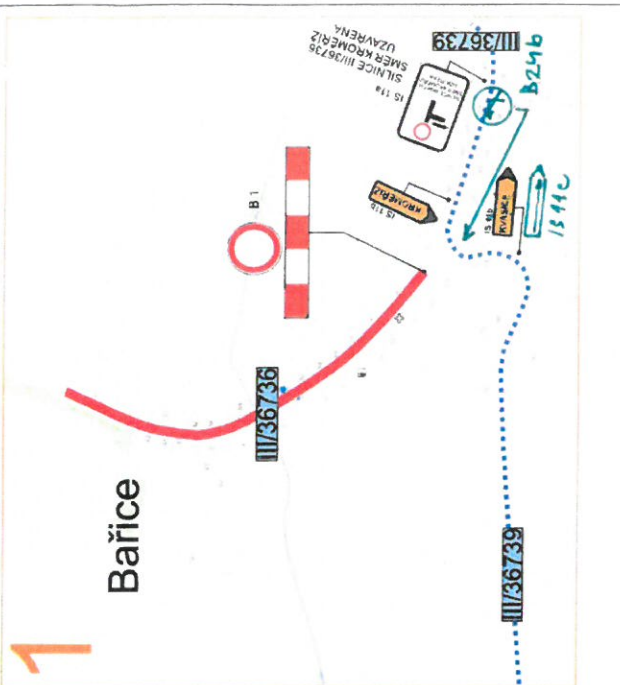 1
Bařice
III/36736
III/36739
III/36739
B 1
SILNICE III/36736
SMĚR KROMĚŘÍŽ
UZAVŘENA
IS 11a
IS 11b
KROMĚŘÍŽ
IS 11b
KVASICE
B24b
IS 11c